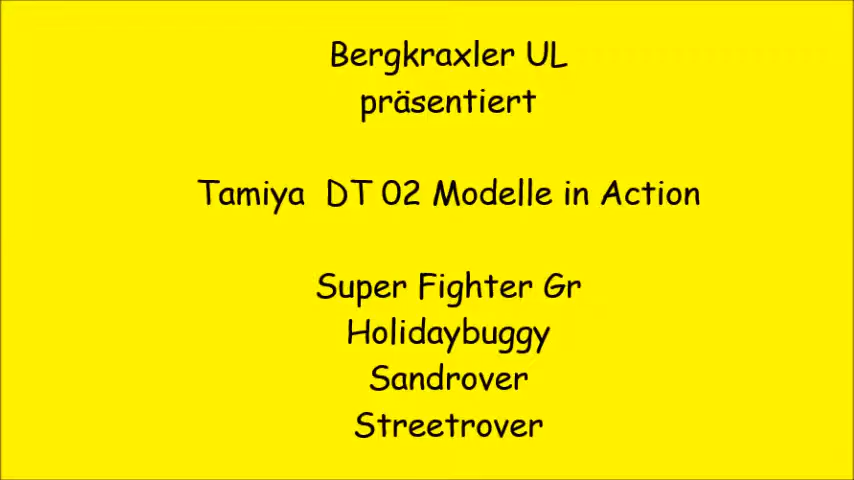 Bergkraxler UL
präsentiert
Tamiya DT 02 Modelle in Action
Super Fighter Gr
Holidaybuggy
Sandrover
Streetrover